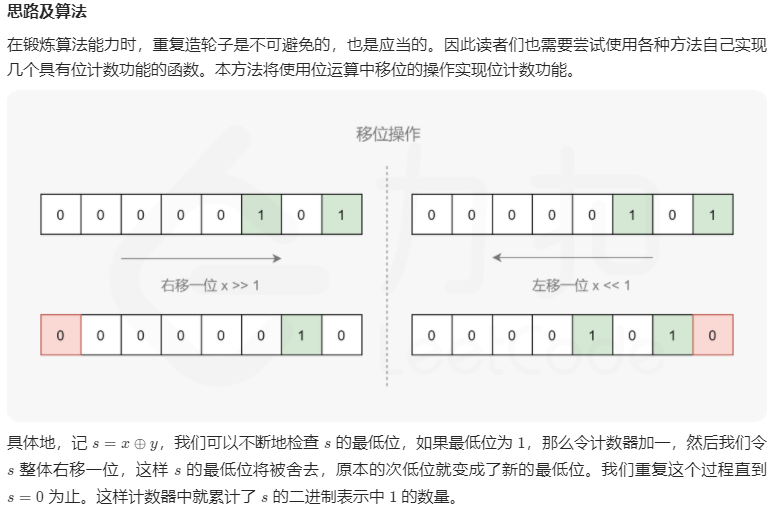 思路及算法
在锻炼算法能力时，重复造轮子是不可避免的，也是应当的。因此读者们也需要尝试使用各种方法自己实现
几个具有位计数功能的函数。本方法将使用位运算中移位的操作实现位计数功能。
移位操作
0 0 0 0 0 1 0 1
右移一位 x >> 1
0 0 0 0 0 0 1 0
0 0 0 0 0 1 0 1
左移一位 x << 1
0 0 0 0 1 0 1 0
力扣
LeetCode
具体地，记 s = x ⊕ y，我们可以不断地检查 s 的最低位，如果最低位为 1，那么令计数器加一，然后我们令
s 整体右移一位，这样 s 的最低位将被舍去，原本的次低位就变成了新的最低位。我们重复这个过程直到
s = 0 为止。这样计数器中就累计了 s 的二进制表示中 1 的数量。